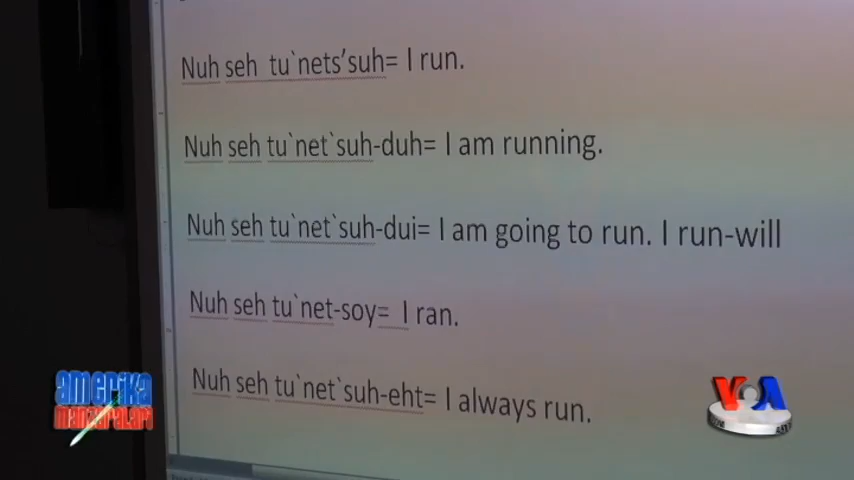 Nuh seh tu`nets’suh= I run.
Nuh seh tu`net`suh-duh= I am running.
Nuh seh tu`net`suh-dui= I am going to run. I run-will
Nuh seh tu`net-soy= I ran.
Nuh seh tu`net`suh-eht= I always run.
amerika
manzaralari
VOA